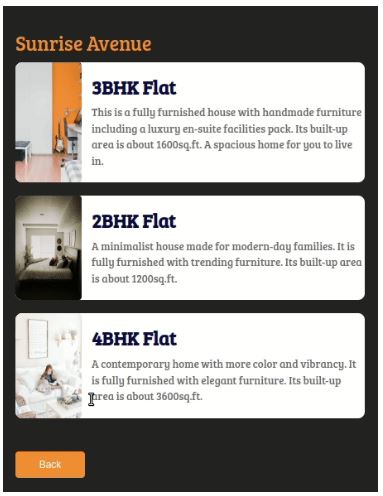 Sunrise Avenue
3BHK Flat
This is a fully furnished house with handmade furniture
including a luxury en-suite facilities pack. Its built-up
area is about 1600sq.ft. A spacious home for you to live
in.
2BHK Flat
A minimalist house made for modern-day families. It is
fully furnished with trending furniture. Its built-up area
is about 1200sq.ft.
4BHK Flat
A contemporary home with more color and vibrancy. It
is fully furnished with elegant furniture. Its built-up
area is about 3600sq.ft.
Back